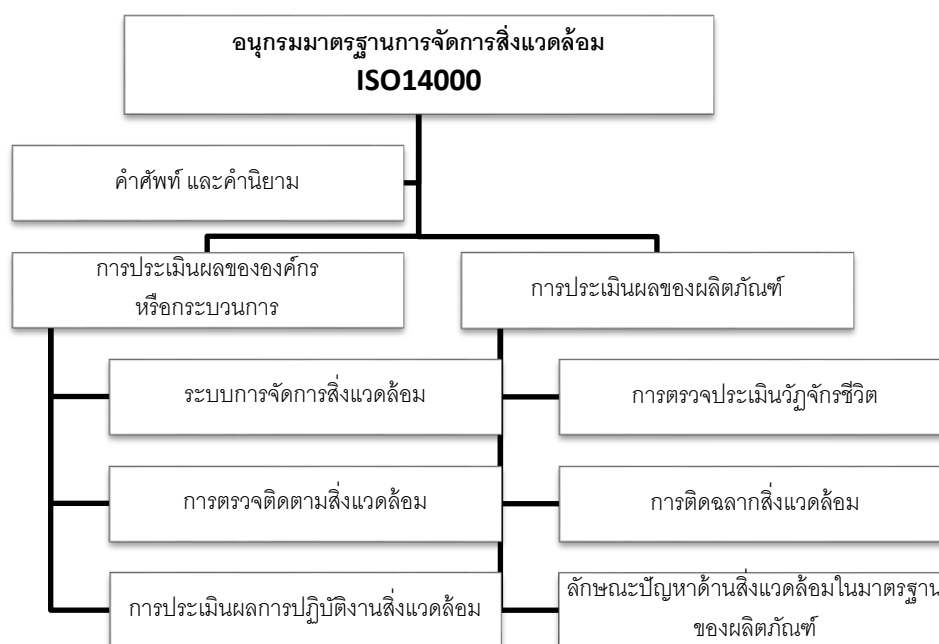 อนุกรมมาตรฐานการจัดการสิ่งแวดล้อม
ISO14000
คำศัพท์ และคำนิยาม
การประเมินผลขององค์กร
หรือกระบวนการ
การประเมินผลของผลิตภัณฑ์
ระบบการจัดการสิ่งแวดล้อม
การตรวจประเมินวัฏจักรชีวิต
การตรวจติดตามสิ่งแวดล้อม
การติดฉลากสิ่งแวดล้อม
การประเมินผลการปฏิบัติงานสิ่งแวดล้อม
ลักษณะปัญหาด้านสิ่งแวดล้อมในมาตรฐาน
ของผลิตภัณฑ์